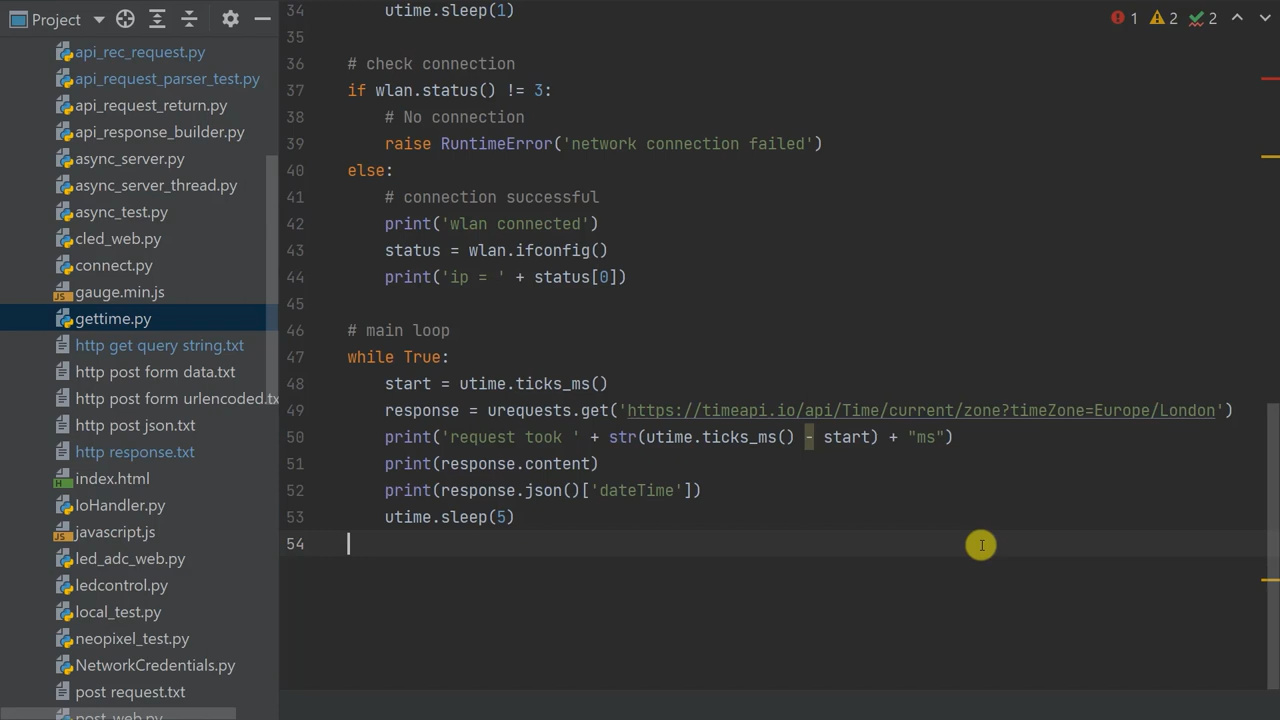 Project
1 2 2
api_rec_request.py
api_request_parser_test.py
api_request_return.py
api_response_builder.py
async_server.py
async_server_thread.py
async_test.py
cled_web.py
connect.py
JS gauge.min.js
gettime.py
http get query string.txt
http post form data.txt
http post form urlencoded.tx
http post json.txt
http response.txt
H index.html
IoHandler.py
JS javascript.js
led_adc_web.py
ledcontrol.py
local_test.py
neopixel_test.py
NetworkCredentials.py
post request.txt
post_web.py
34 utime.sleep(1)
35
36 # check connection
37 if wlan.status() != 3:
38 # No connection
39 raise RuntimeError('network connection failed')
40 else:
41 # connection successful
42 print('wlan connected')
43 status = wlan.ifconfig()
44 print('ip = ' + status[0])
45
46 # main loop
47 while True:
48 start = utime.ticks_ms()
49 response = urequests.get('https://timeapi.io/api/Time/current/zone?timeZone=Europe/London')
50 print('request took ' + str(utime.ticks_ms() - start) + "ms")
51 print(response.content)
52 print(response.json()['dateTime'])
53 utime.sleep(5)
54